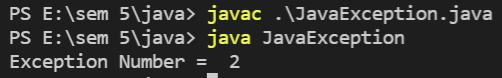 PS E:\sem 5\java> javac .\JavaException.java
PS E:\sem 5\java> java JavaException
Exception Number =  2